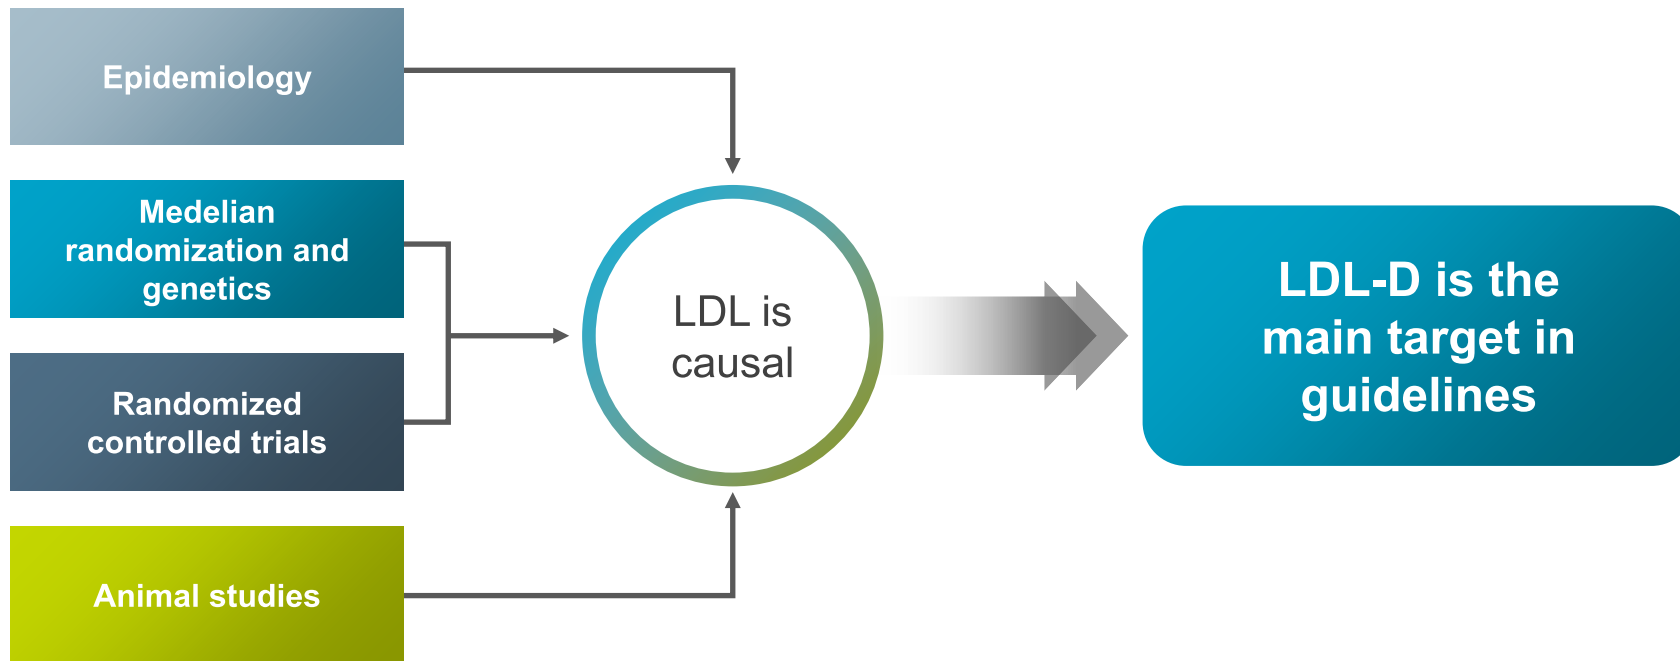 Epidemiology
Medelian
randomization and
genetics
Randomized
controlled trials
Animal studies
LDL is
causal
LDL-D is the
main target in
guidelines